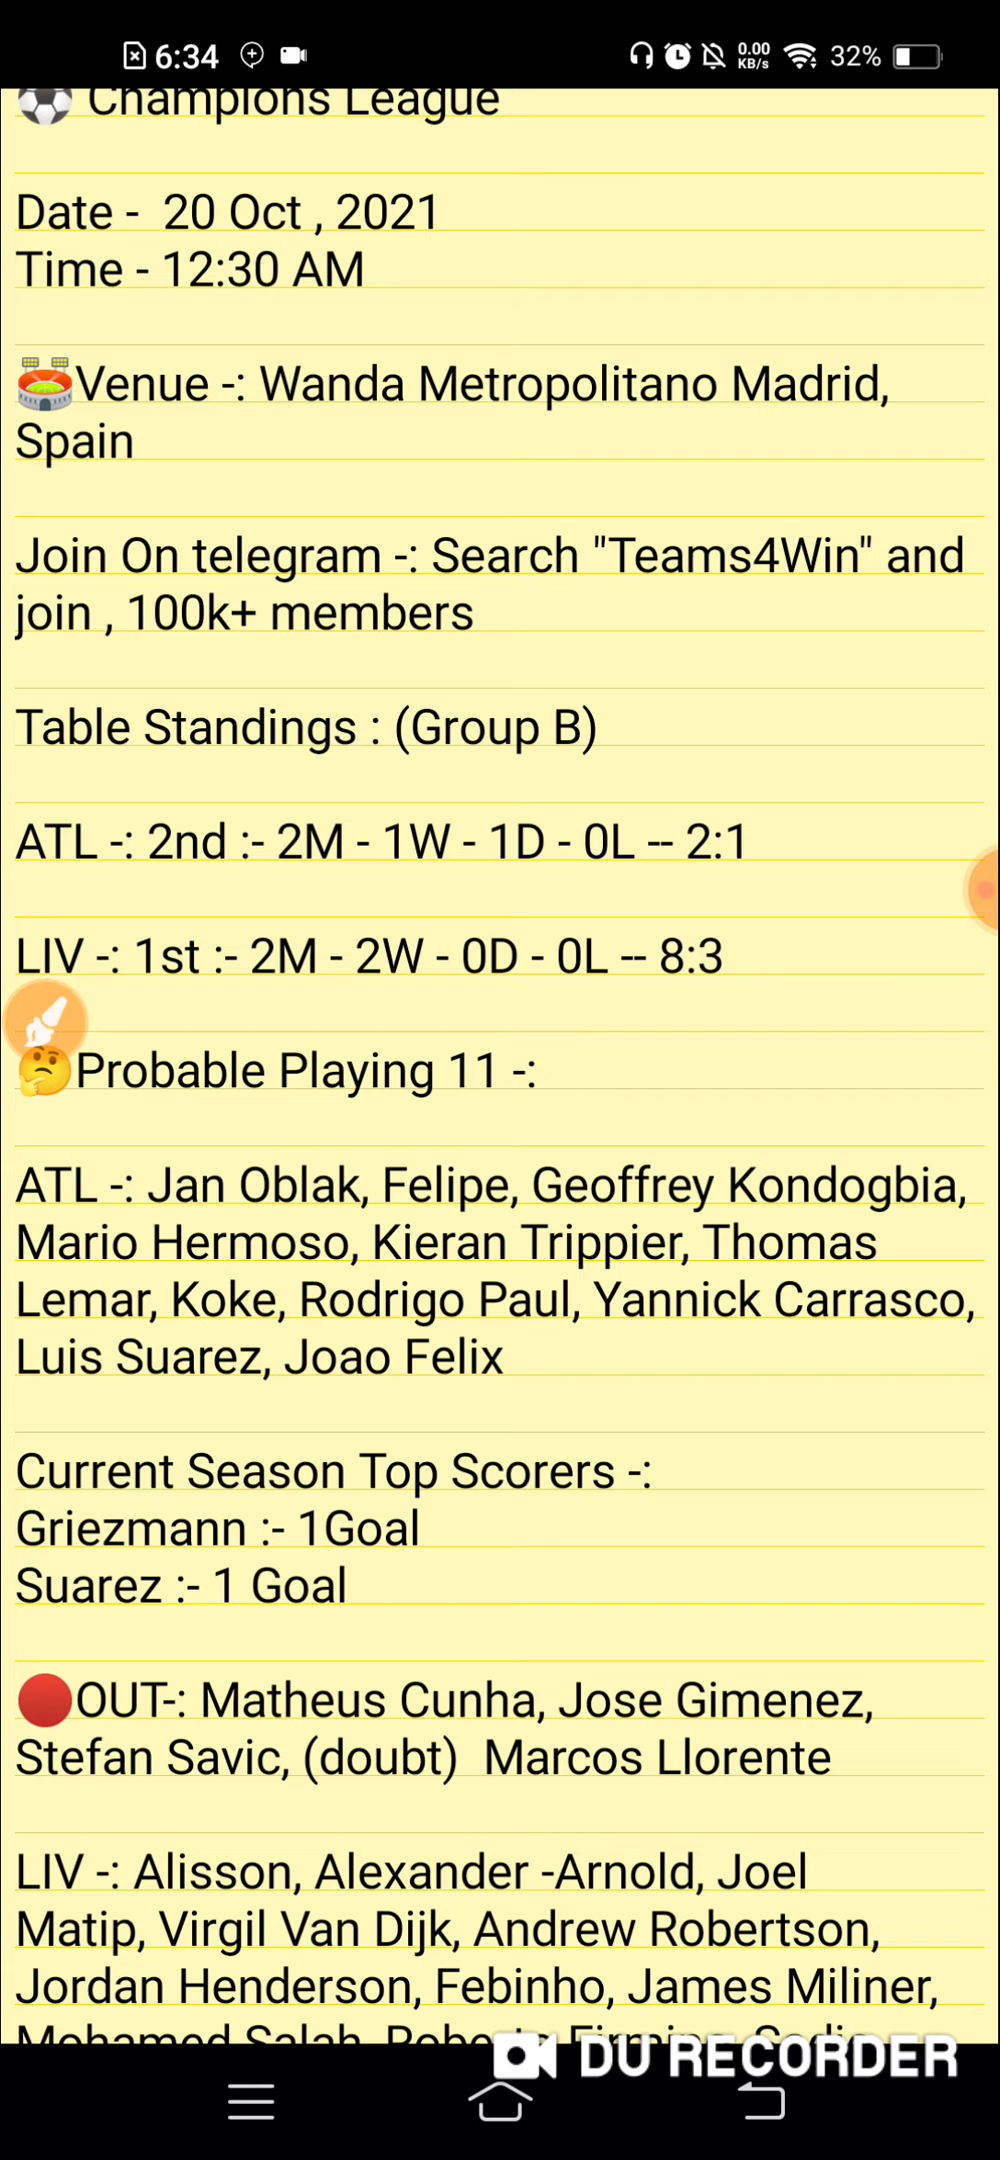 6:34
0.00 KB/s 32%
Champions League
Date - 20 Oct , 2021
Time - 12:30 AM
Venue -: Wanda Metropolitano Madrid,
Spain
Join On telegram -: Search "Teams4Win" and
join , 100k+ members
Table Standings : (Group B)
ATL -: 2nd :- 2M - 1W - 1D - 0L -- 2:1
LIV -: 1st :- 2M - 2W - 0D - 0L -- 8:3
Probable Playing 11 -:
ATL -: Jan Oblak, Felipe, Geoffrey Kondogbia,
Mario Hermoso, Kieran Trippier, Thomas
Lemar, Koke, Rodrigo Paul, Yannick Carrasco,
Luis Suarez, Joao Felix
Current Season Top Scorers -:
Griezmann :- 1Goal
Suarez :- 1 Goal
OUT-: Matheus Cunha, Jose Gimenez,
Stefan Savic, (doubt) Marcos Llorente
LIV -: Alisson, Alexander -Arnold, Joel
Matip, Virgil Van Dijk, Andrew Robertson,
Jordan Henderson, Febinho, James Miliner,
Mohamed Salah,
DU RECORDER